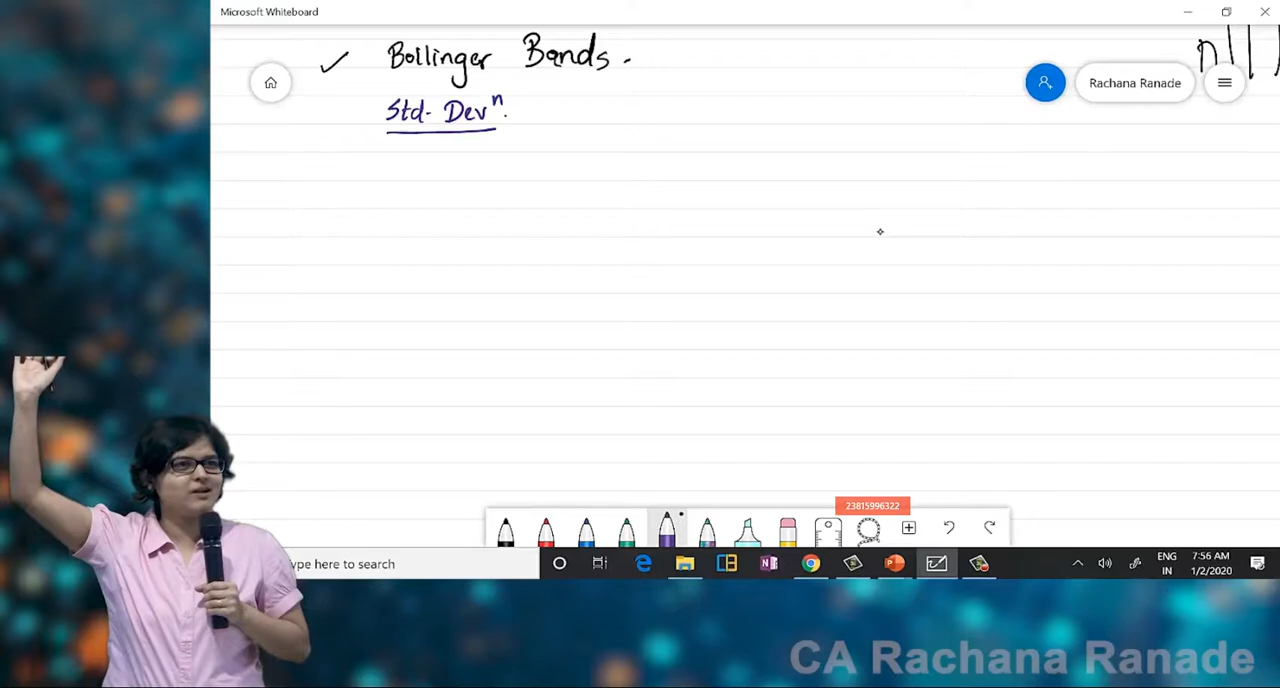 Microsoft Whiteboard
✓ Bollinger Bands.
Std. Devⁿ.
Rachana Ranade
23815996322
ype here to search
ENG
IN
7:56 AM
1/2/2020
CA Rachana Ranade